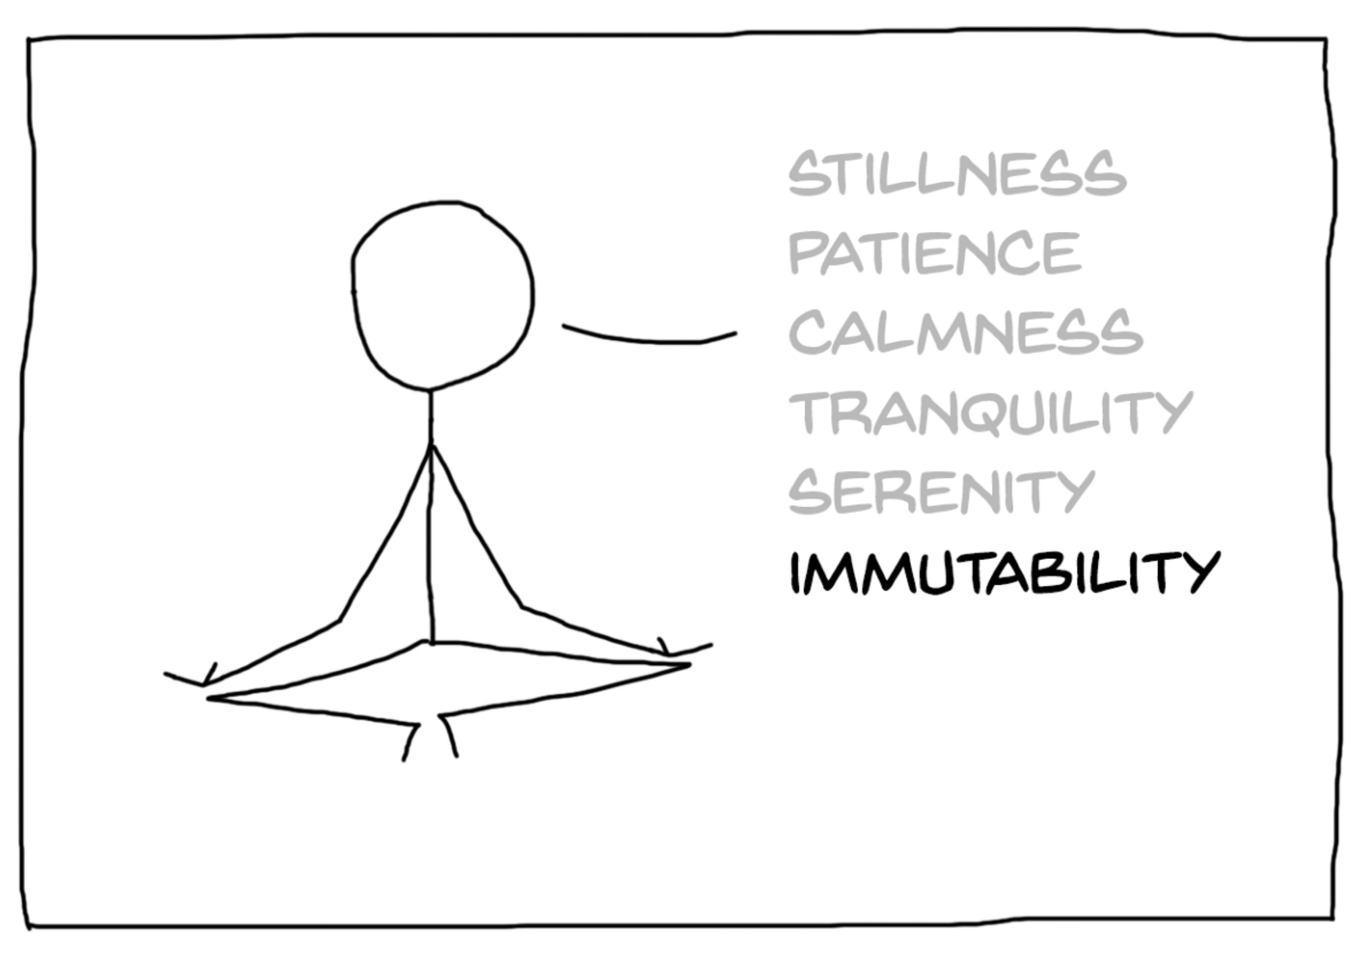 STILLNESS
PATIENCE
CALMNESS
TRANQUILITY
SERENITY
IMMUTABILITY